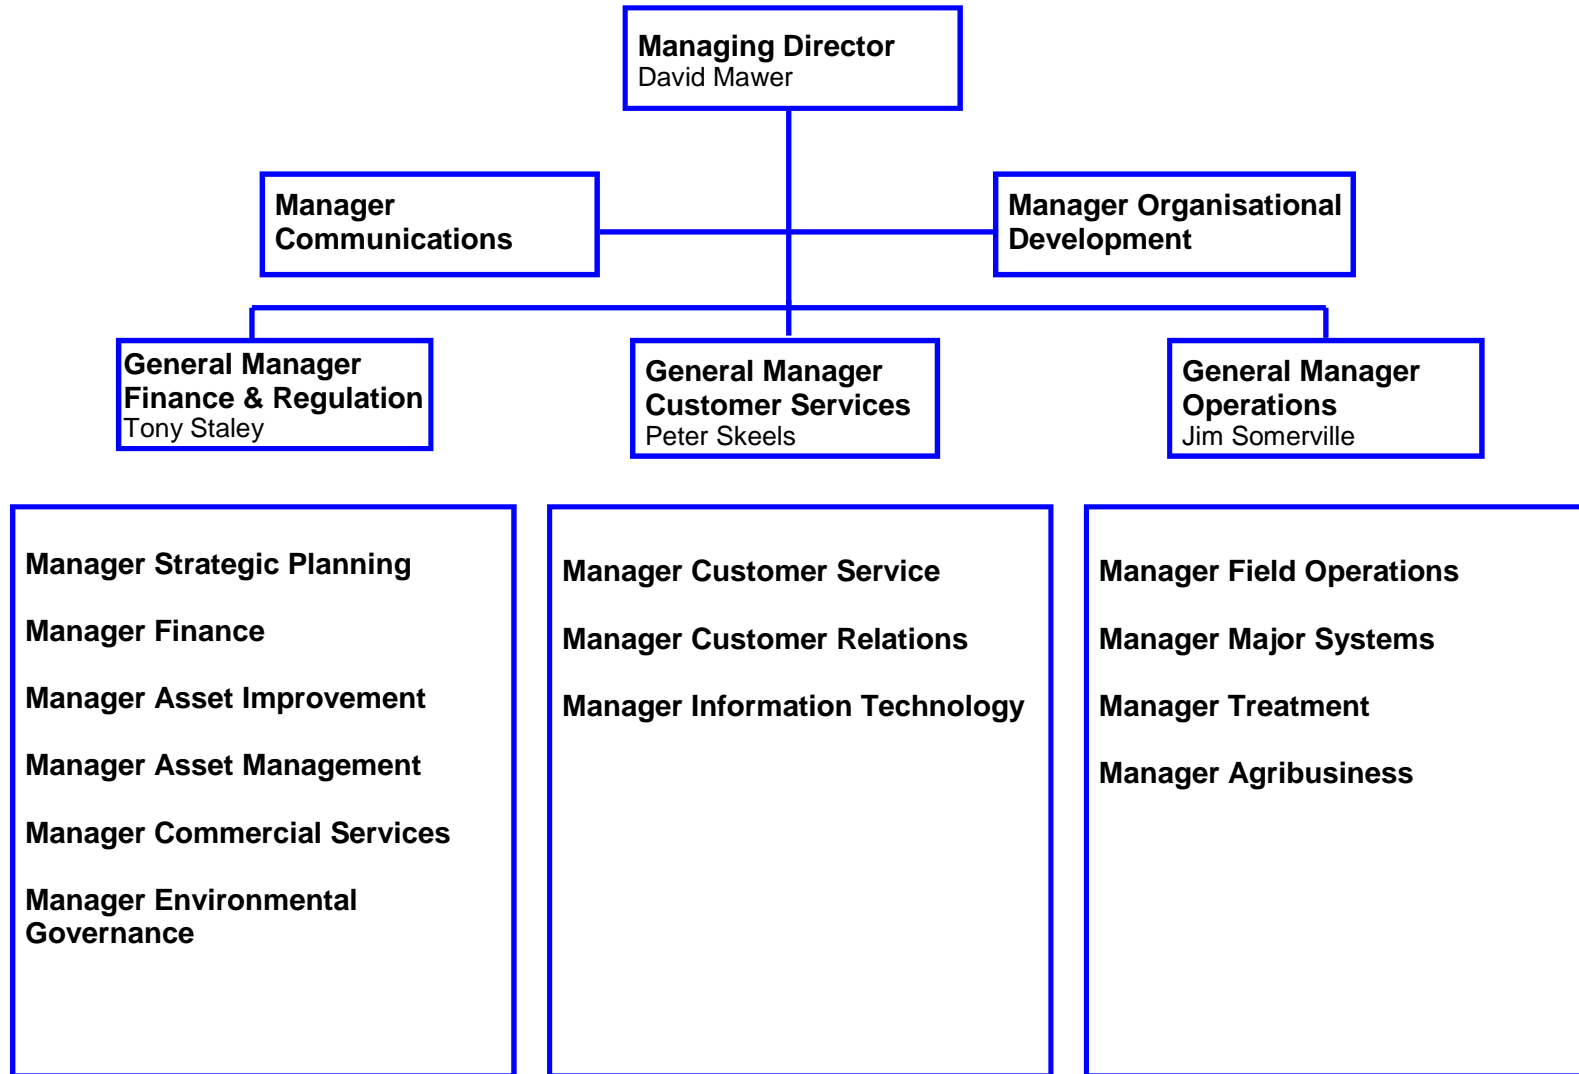 Managing Director
David Mawer
Manager
Communications
Manager Organisational
Development
General Manager
Finance & Regulation
Tony Staley
General Manager
Customer Services
Peter Skeels
General Manager
Operations
Jim Somerville
Manager Strategic Planning
Manager Finance
Manager Asset Improvement
Manager Asset Management
Manager Commercial Services
Manager Environmental
Governance
Manager Customer Service
Manager Customer Relations
Manager Information Technology
Manager Field Operations
Manager Major Systems
Manager Treatment
Manager Agribusiness